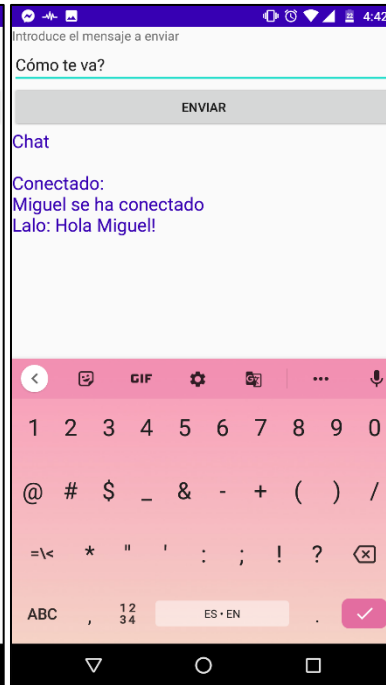 4:42
Introduce el mensaje a enviar
Cómo te va?
ENVIAR
Chat
Conectado:
Miguel se ha conectado
Lalo: Hola Miguel!
GIF
1 2 3 4 5 6 7 8 9 0
@ # $ _ & - + ( ) /
=\< * " ' : ; ! ?
ABC , 12 34 ES • EN .